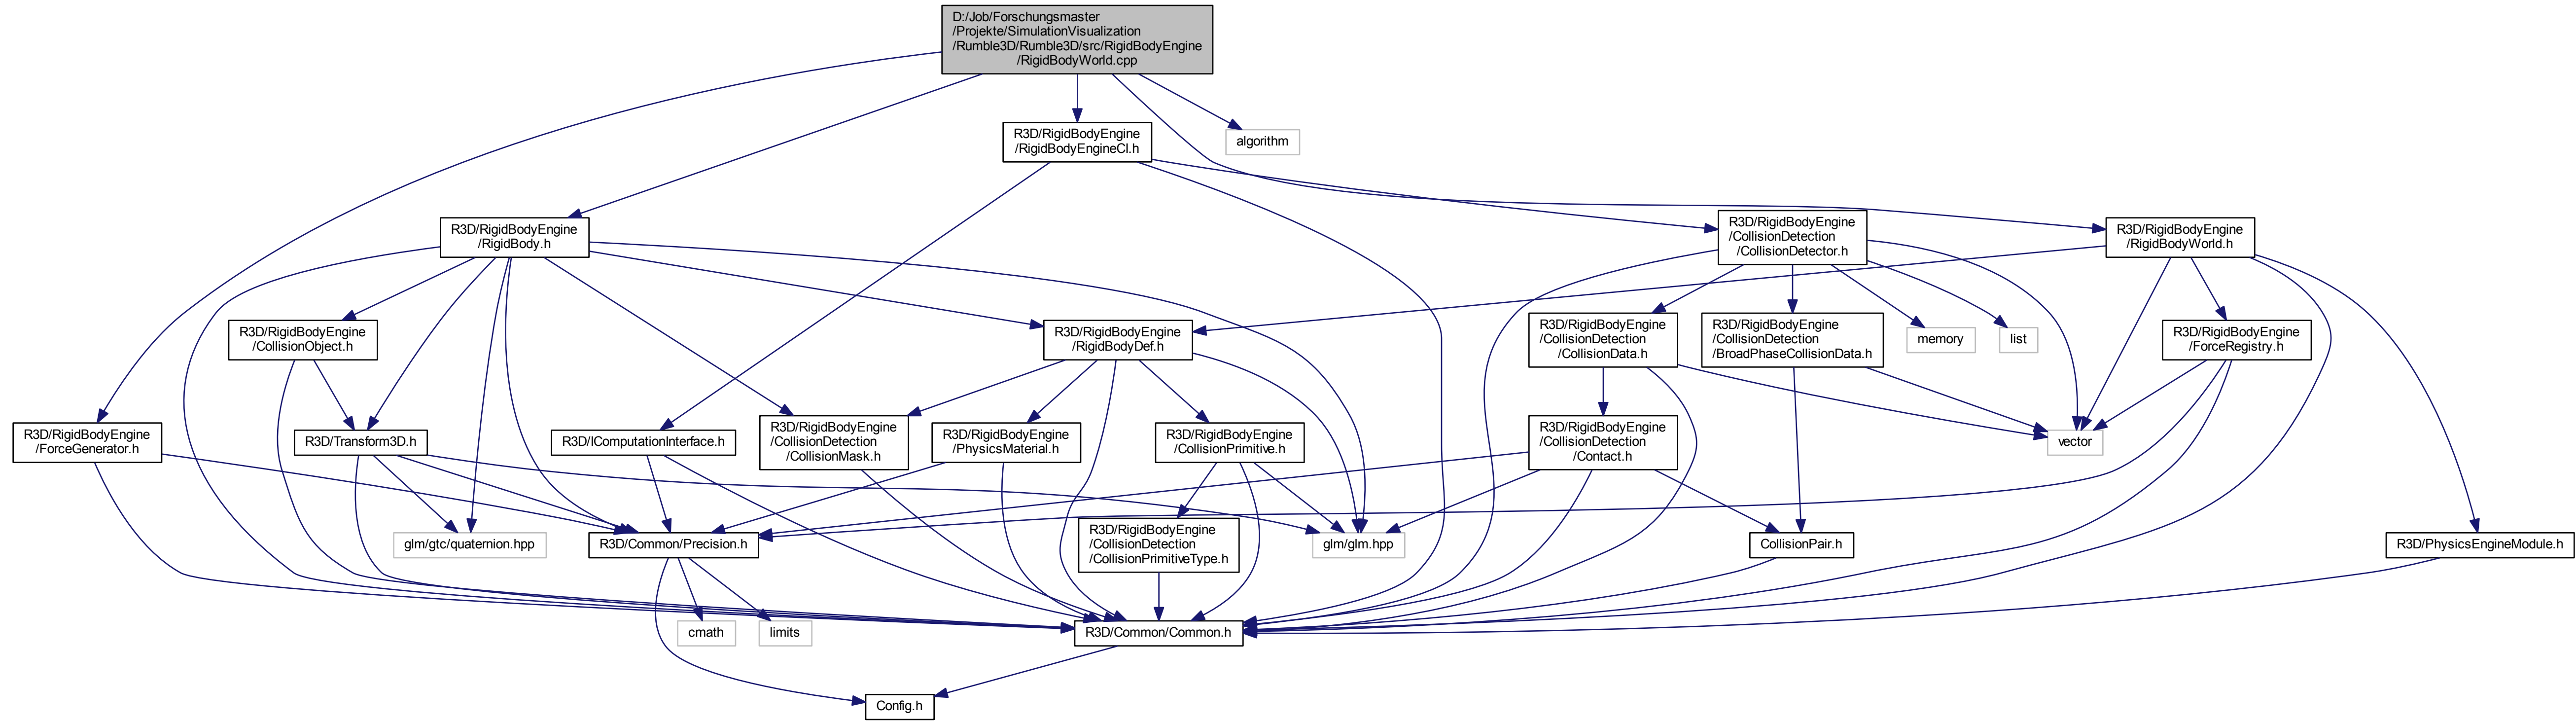 D:/Job/Forschungsmaster
/Projekte/SimulationVisualization
/Rumble3D/Rumble3D/src/RigidBodyEngine
/RigidBodyWorld.cpp
R3D/RigidBodyEngine
/RigidBodyEngineCI.h
algorithm
R3D/RigidBodyEngine
/RigidBody.h
R3D/RigidBodyEngine
/CollisionDetection
/CollisionDetector.h
R3D/RigidBodyEngine
/RigidBodyWorld.h
R3D/RigidBodyEngine
/CollisionObject.h
R3D/RigidBodyEngine
/RigidBodyDef.h
R3D/RigidBodyEngine
/CollisionDetection
/CollisionData.h
R3D/RigidBodyEngine
/CollisionDetection
/BroadPhaseCollisionData.h
memory
list
R3D/RigidBodyEngine
/ForceRegistry.h
R3D/RigidBodyEngine
/ForceGenerator.h
R3D/Transform3D.h
R3D/IComputationInterface.h
R3D/RigidBodyEngine
/CollisionDetection
/CollisionMask.h
R3D/RigidBodyEngine
/PhysicsMaterial.h
R3D/RigidBodyEngine
/CollisionPrimitive.h
R3D/RigidBodyEngine
/CollisionDetection
/Contact.h
vector
glm/gtc/quaternion.hpp
R3D/Common/Precision.h
R3D/RigidBodyEngine
/CollisionDetection
/CollisionPrimitiveType.h
glm/glm.hpp
CollisionPair.h
R3D/PhysicsEngineModule.h
cmath
limits
R3D/Common/Common.h
Config.h